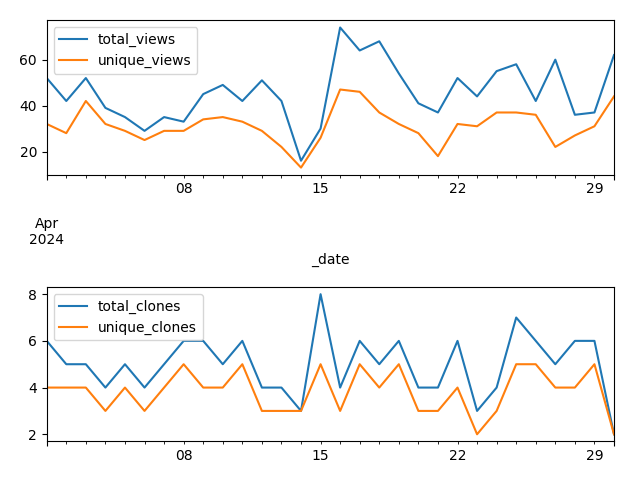 total_views
unique_views
60
40
20
08 15 22 29
Apr
2024
_date
8
total_clones
unique_clones
6
4
2
08 15 22 29